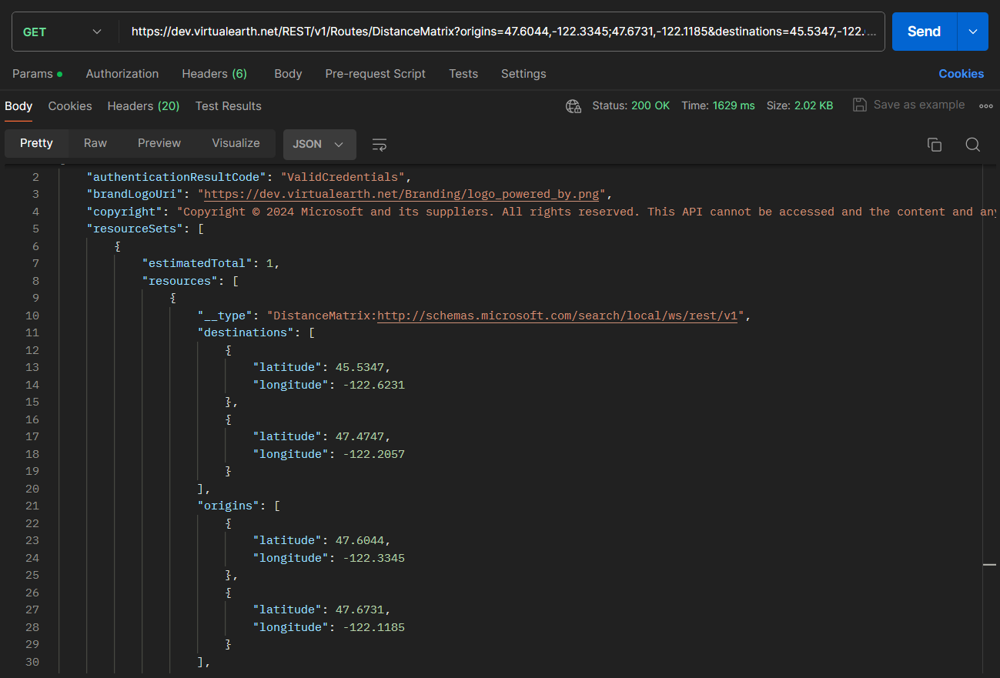 GET https://dev.virtualearth.net/REST/v1/Routes/DistanceMatrix?origins=47.6044,-122.3345;47.6731,-122.1185&destinations=45.5347,-122.… Send
Params Authorization Headers (6) Body Pre-request Script Tests Settings Cookies
Body Cookies Headers (20) Test Results Status: 200 OK Time: 1629 ms Size: 2.02 KB Save as example
Pretty Raw Preview Visualize JSON
2 "authenticationResultCode": "ValidCredentials",
3 "brandLogoUri": "https://dev.virtualearth.net/Branding/logo_powered_by.png",
4 "copyright": "Copyright © 2024 Microsoft and its suppliers. All rights reserved. This API cannot be accessed and the content and any
5 "resourceSets": [
6 {
7 "estimatedTotal": 1,
8 "resources": [
9 {
10 "__type": "DistanceMatrix:http://schemas.microsoft.com/search/local/ws/rest/v1",
11 "destinations": [
12 {
13 "latitude": 45.5347,
14 "longitude": -122.6231
15 },
16 {
17 "latitude": 47.4747,
18 "longitude": -122.2057
19 }
20 ],
21 "origins": [
22 {
23 "latitude": 47.6044,
24 "longitude": -122.3345
25 },
26 {
27 "latitude": 47.6731,
28 "longitude": -122.1185
29 }
30 ],